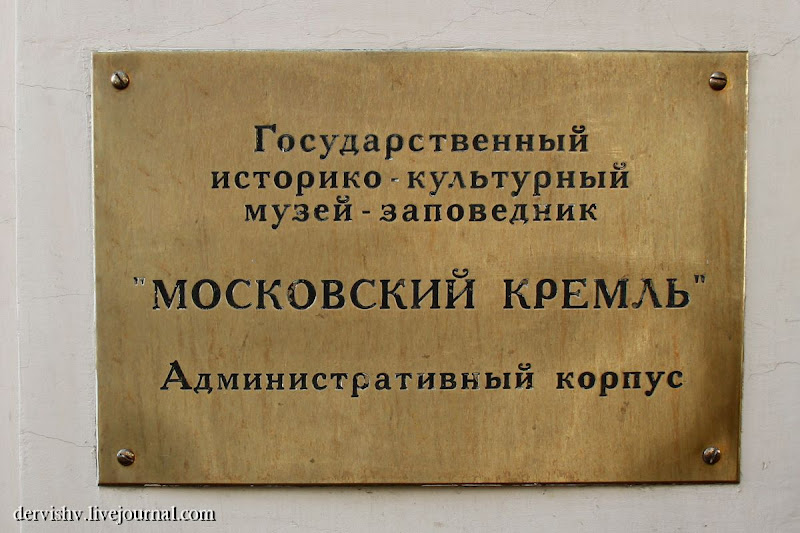 Государственный
историко-культурный
музей-заповедник
"МОСКОВСКИЙ КРЕМЛЬ"
Административный корпус
dervishv.livejournal.com